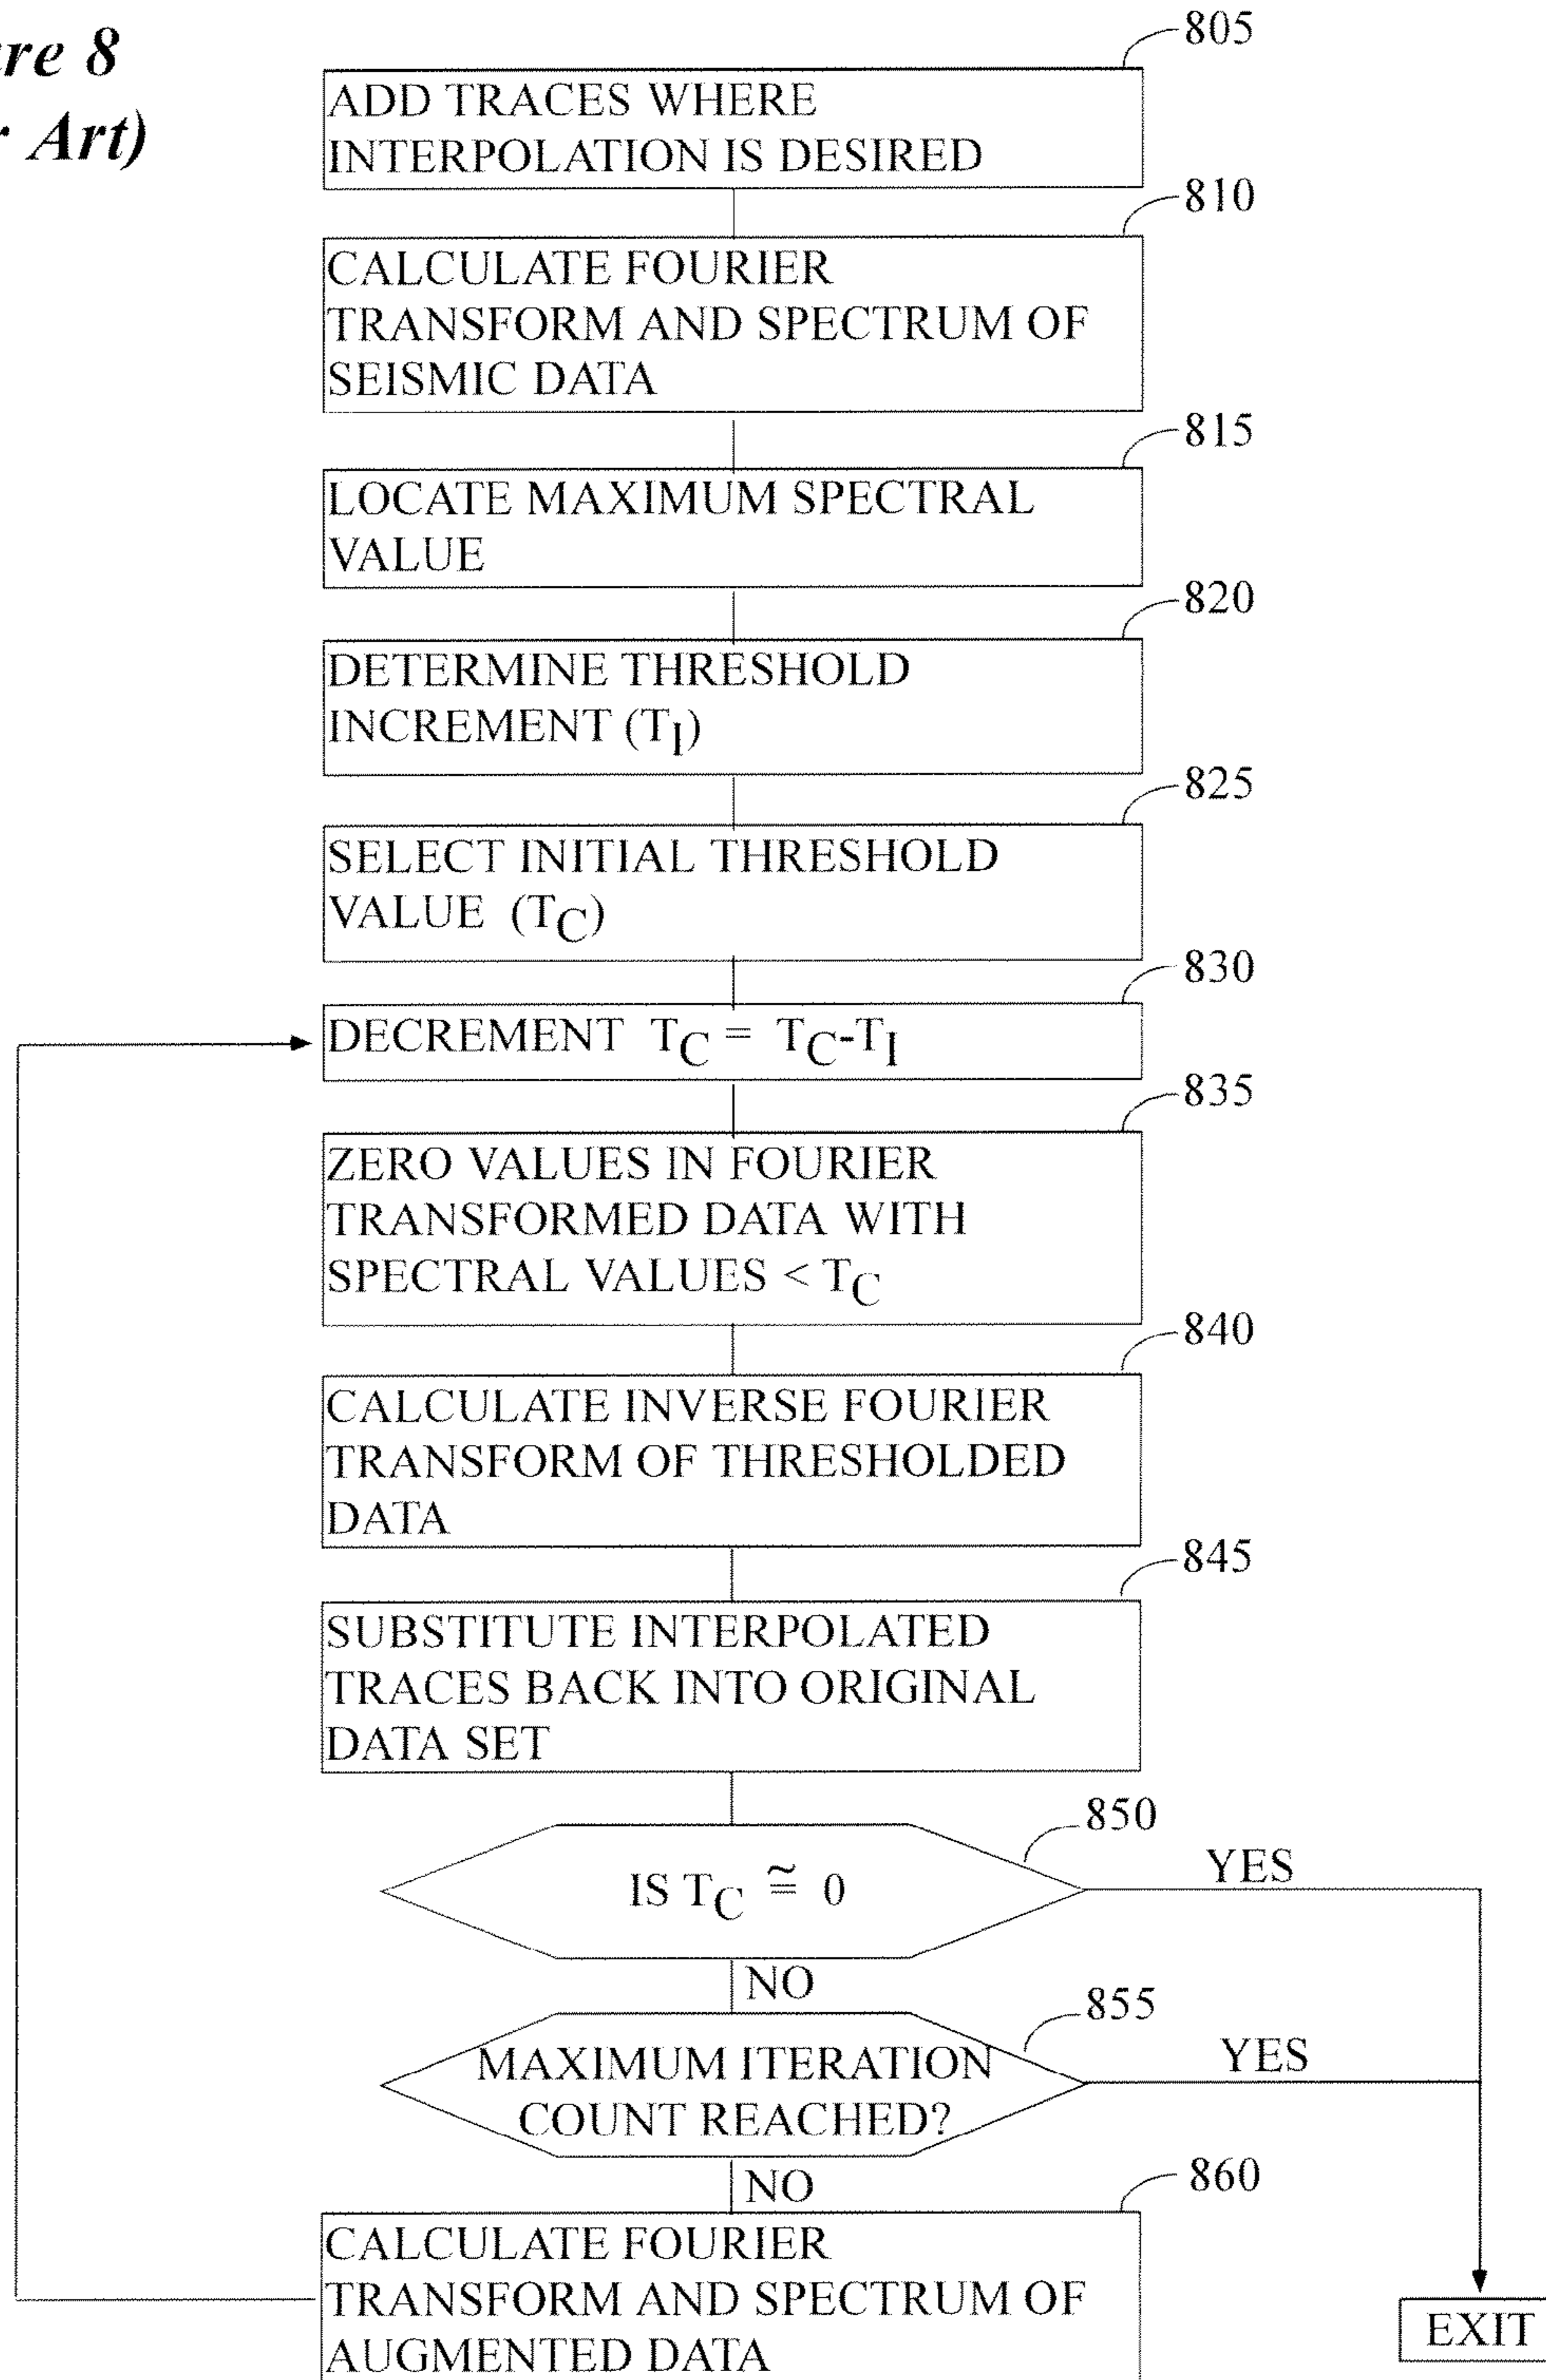 re 8
Art)
805
ADD TRACES WHERE
INTERPOLATION IS DESIRED
810
CALCULATE FOURIER
TRANSFORM AND SPECTRUM OF
SEISMIC DATA
815
LOCATE MAXIMUM SPECTRAL
VALUE
820
DETERMINE THRESHOLD
INCREMENT (TI)
825
SELECT INITIAL THRESHOLD
VALUE (TC)
830
DECREMENT TC = TC-TI
835
ZERO VALUES IN FOURIER
TRANSFORMED DATA WITH
SPECTRAL VALUES < TC
840
CALCULATE INVERSE FOURIER
TRANSFORM OF THRESHOLDED
DATA
845
SUBSTITUTE INTERPOLATED
TRACES BACK INTO ORIGINAL
DATA SET
850
IS TC ≅ 0
YES
NO
855
MAXIMUM ITERATION
COUNT REACHED?
YES
NO
860
CALCULATE FOURIER
TRANSFORM AND SPECTRUM OF
AUGMENTED DATA
EXIT